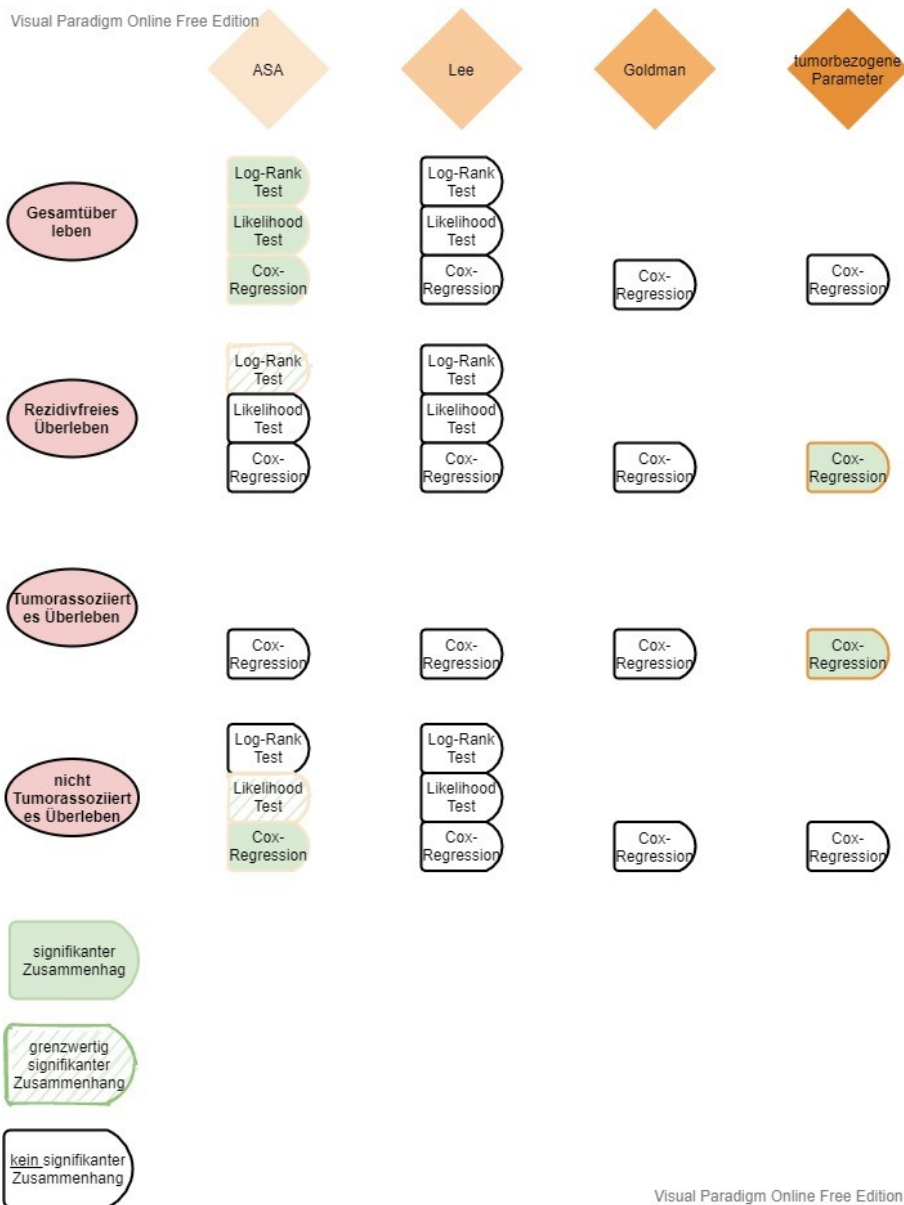 Visual Paradigm Online Free Edition
ASA
Lee
Goldman
tumorbezogene
Parameter
Gesamtüber
leben
Log-Rank
Test
Likelihood
Test
Cox-
Regression
Log-Rank
Test
Likelihood
Test
Cox-
Regression
Cox-
Regression
Cox-
Regression
Rezidivfreies
Überleben
Log-Rank
Test
Likelihood
Test
Cox-
Regression
Log-Rank
Test
Likelihood
Test
Cox-
Regression
Cox-
Regression
Cox-
Regression
Tumorassoziiert
es Überleben
Cox-
Regression
Cox-
Regression
Cox-
Regression
Cox-
Regression
nicht
Tumorassoziiert
es Überleben
Log-Rank
Test
Likelihood
Test
Cox-
Regression
Log-Rank
Test
Likelihood
Test
Cox-
Regression
Cox-
Regression
Cox-
Regression
signifikanter
Zusammenhag
grenzwertig
signifikanter
Zusammenhang
kein signifikanter
Zusammenhang
Visual Paradigm Online Free Edition